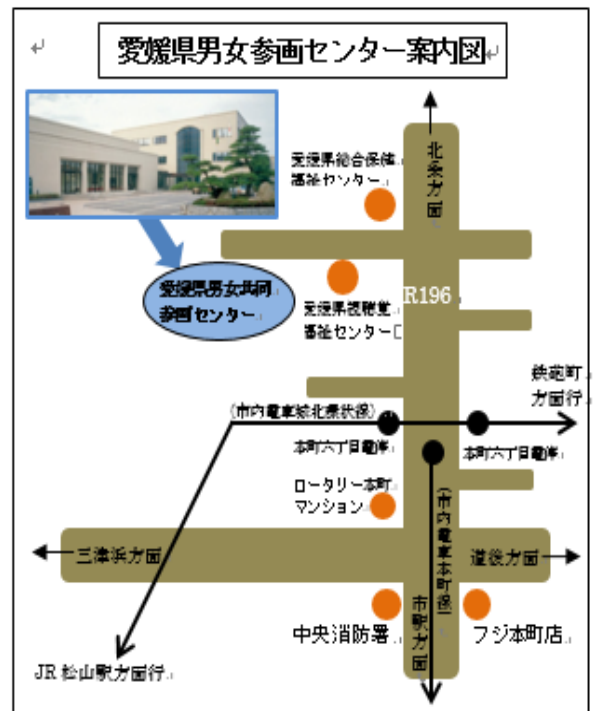 愛媛県男女参画センター案内図
愛媛県総合保健
福祉センター
北条方面
愛媛県男女共同
参画センター
R196
愛媛県視聴覚
福祉センター
鉄砲町
方面行
(市内電車城北環状線)
本町六丁目電停
本町六丁目電停
ロータリー本町
マンション
(市内電車本町線)
三津浜方面
道後方面
市駅方面
中央消防署
フジ本町店
JR 松山駅方面行